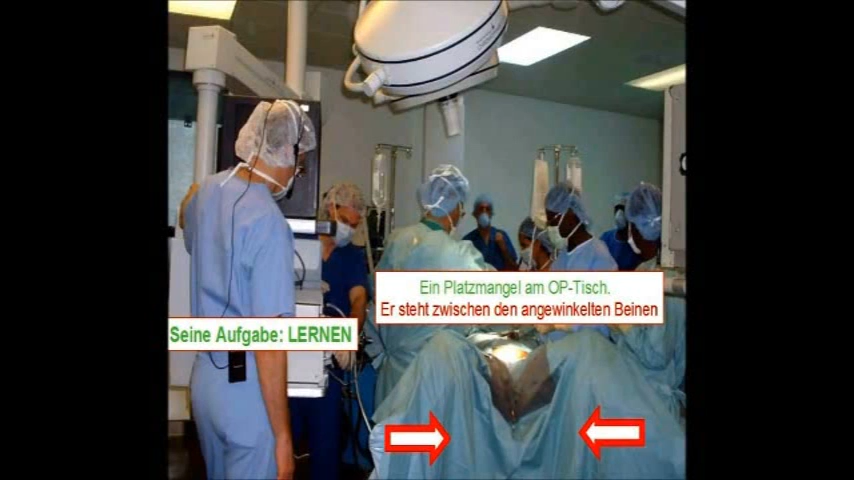 Ein Platzmangel am OP-Tisch.
Er steht zwischen den angewinkelten Beinen
Seine Aufgabe: LERNEN